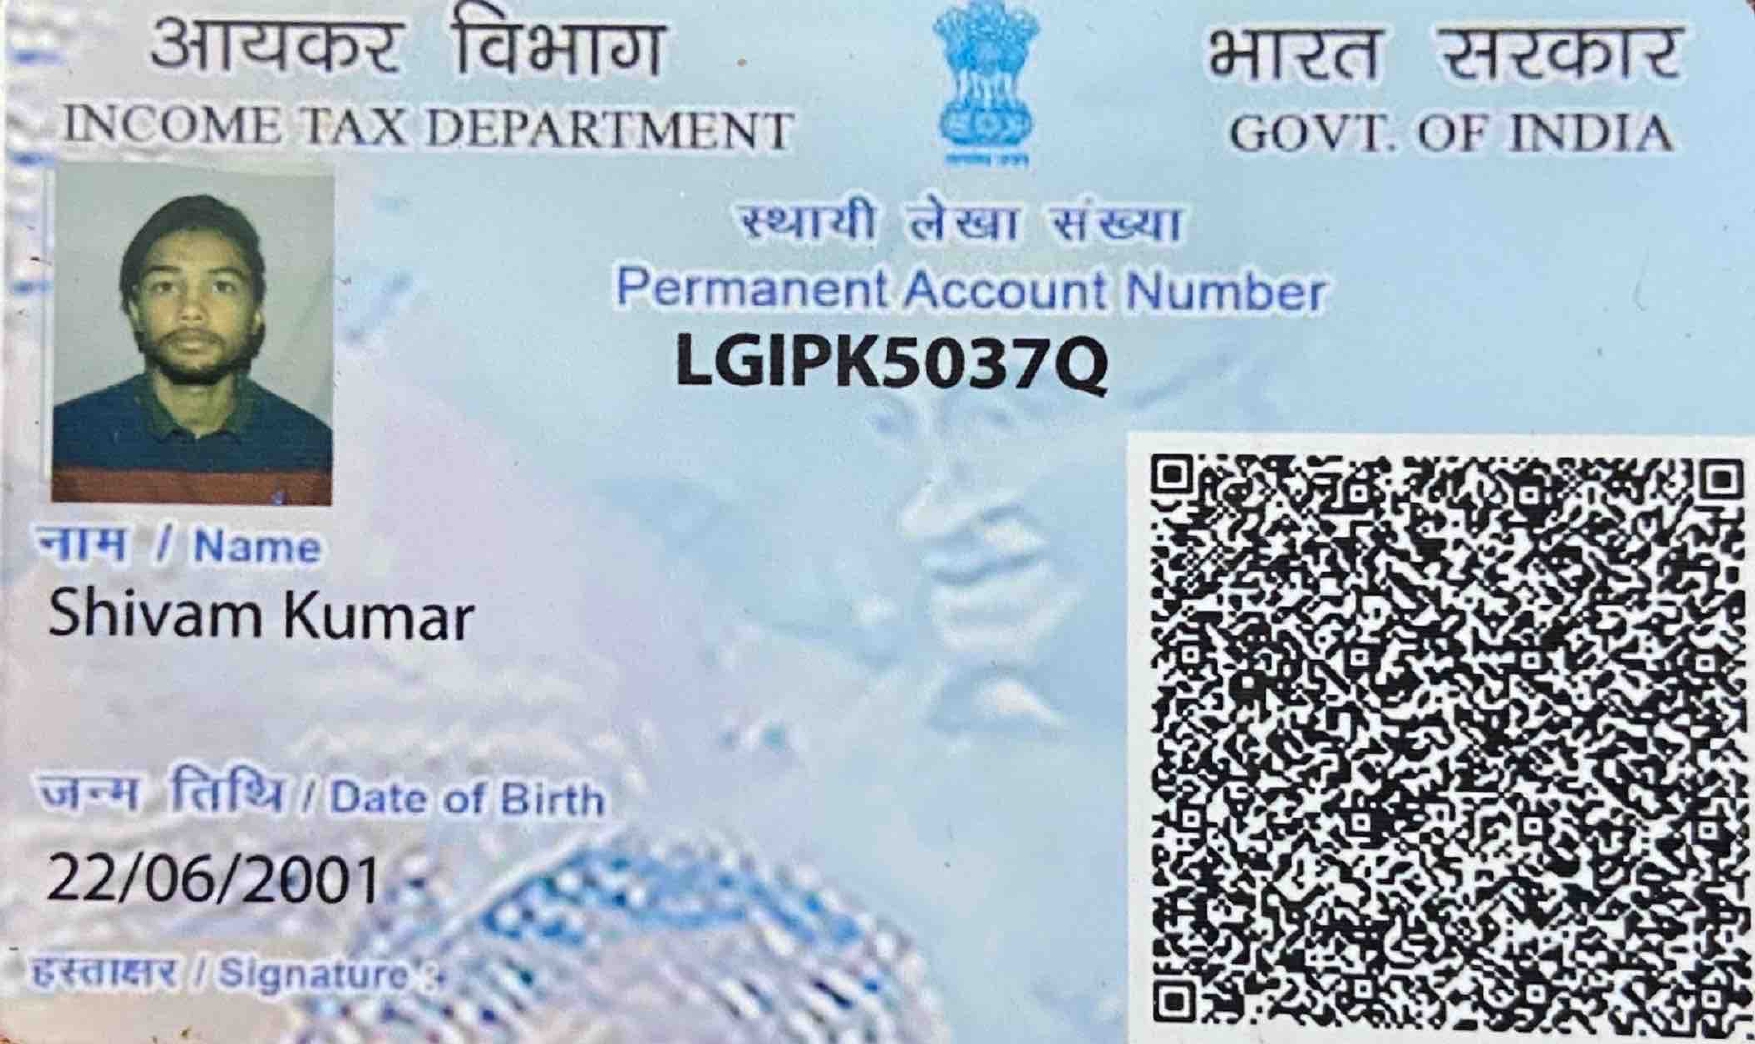 आयकर विभाग
INCOME TAX DEPARTMENT
भारत सरकार
GOVT. OF INDIA
स्थायी लेखा संख्या
Permanent Account Number
LGIPK5037Q
नाम / Name
Shivam Kumar
जन्म तिथि / Date of Birth
22/06/2001
हस्ताक्षर / Signature